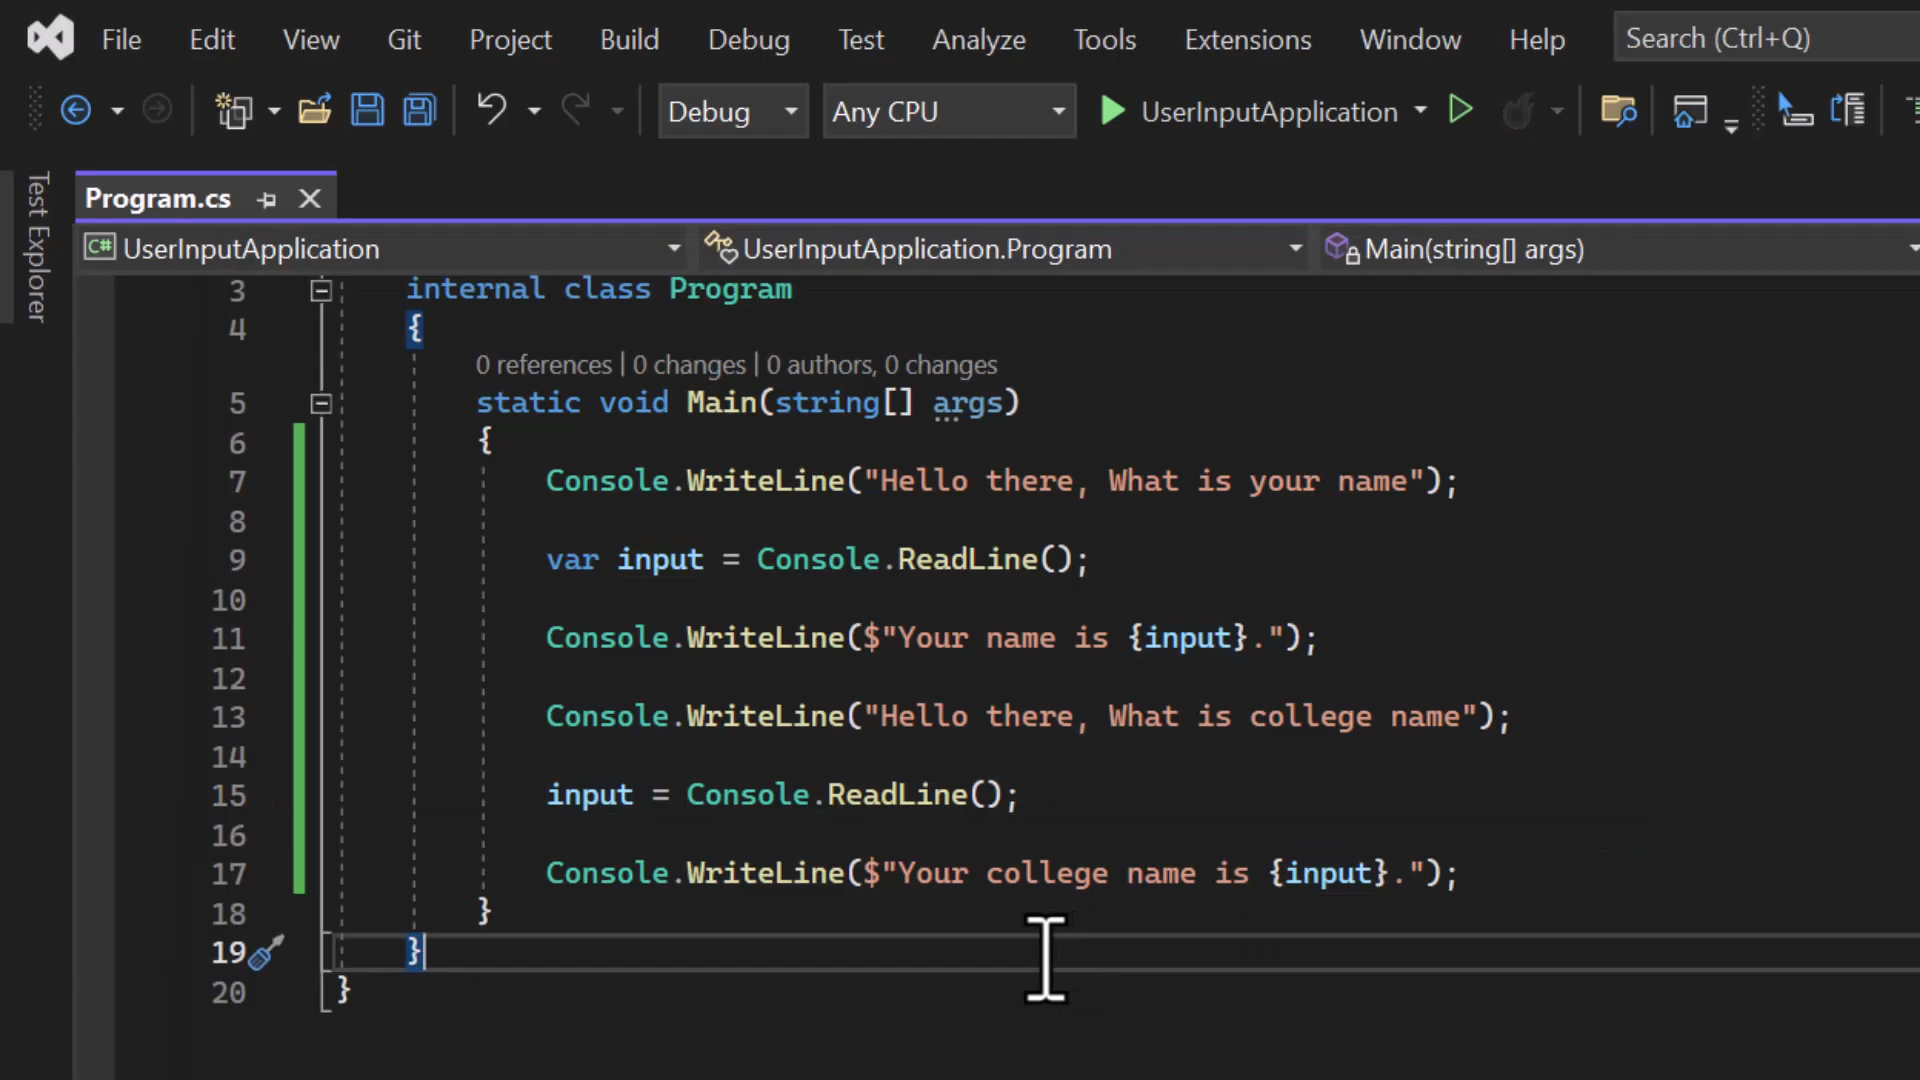 File Edit View Git Project Build Debug Test Analyze Tools Extensions Window Help Search (Ctrl+Q)
Debug Any CPU UserInputApplication
Test Explorer
Program.cs
C# UserInputApplication UserInputApplication.Program Main(string[] args)
3 internal class Program
4 {
0 references | 0 changes | 0 authors, 0 changes
5 static void Main(string[] args)
6 {
7 Console.WriteLine("Hello there, What is your name");
8
9 var input = Console.ReadLine();
10
11 Console.WriteLine($"Your name is {input}.");
12
13 Console.WriteLine("Hello there, What is college name");
14
15 input = Console.ReadLine();
16
17 Console.WriteLine($"Your college name is {input}.");
18 }
19 }
20 }